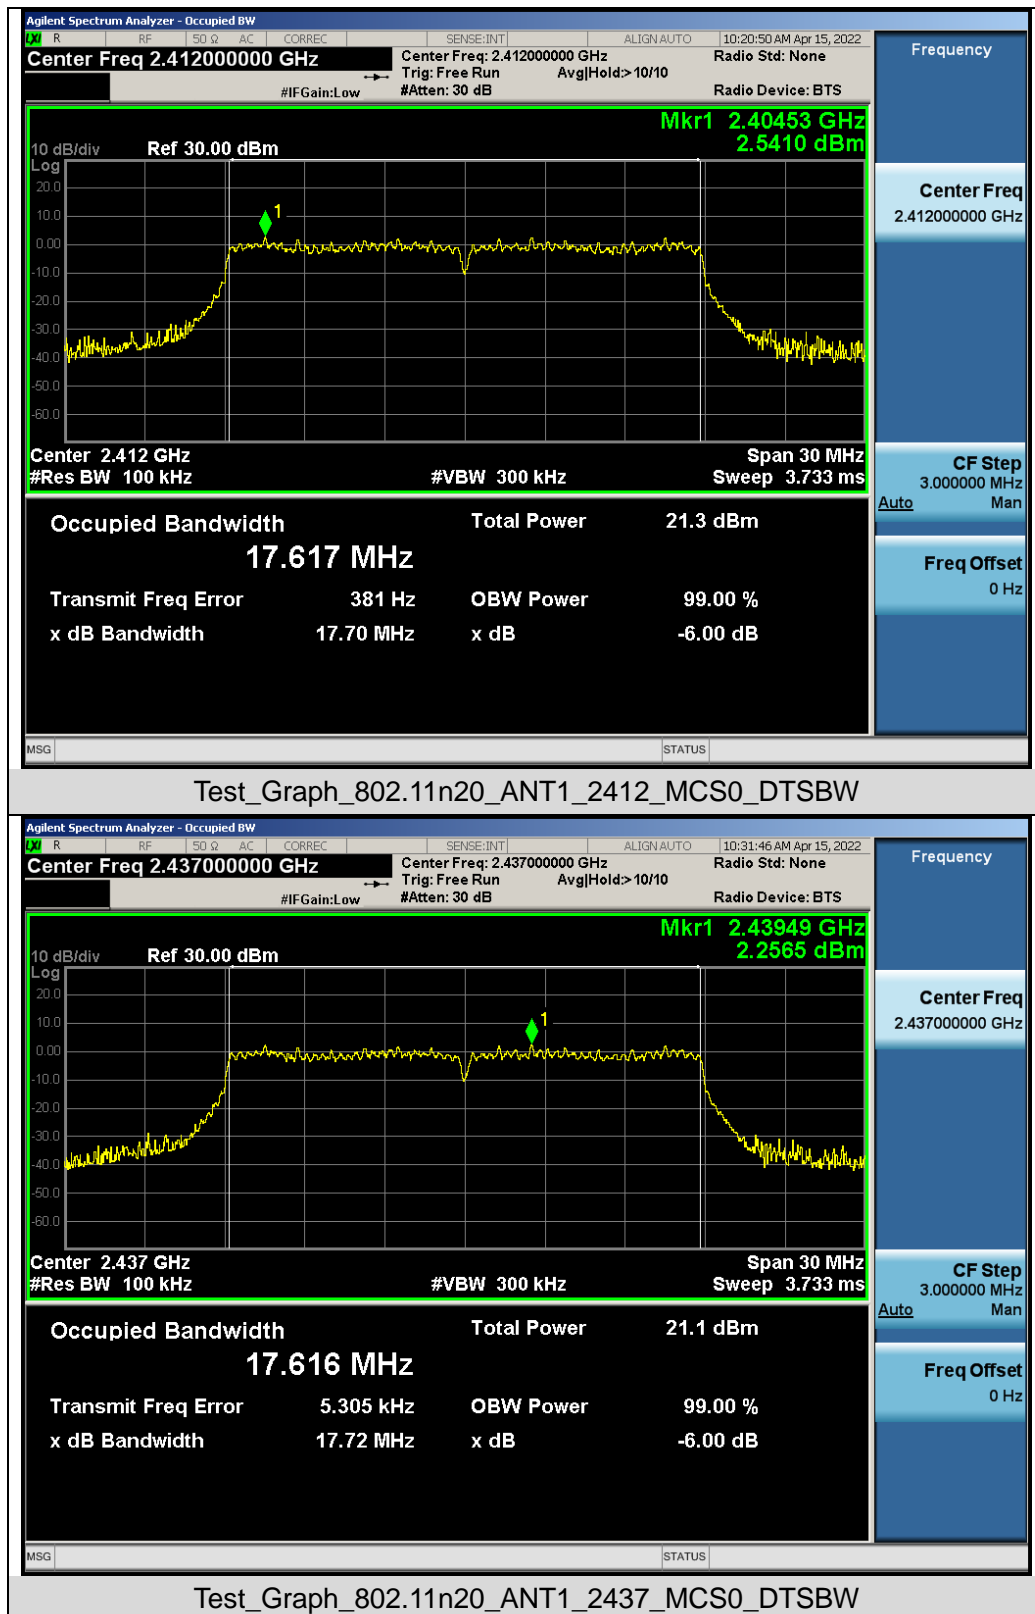 Agilent Spectrum Analyzer - Occupied BW
LXI R RF 50 Ω AC CORREC SENSE:INT ALIGN AUTO 10:20:50 AM Apr 15, 2022
Center Freq 2.412000000 GHz Center Freq: 2.412000000 GHz Radio Std: None
Trig: Free Run Avg|Hold:> 10/10
#IFGain:Low #Atten: 30 dB Radio Device: BTS
Frequency
Mkr1 2.40453 GHz
2.5410 dBm
10 dB/div Ref 30.00 dBm
Log
20.0
10.0
0.00
-10.0
-20.0
-30.0
-40.0
-50.0
-60.0
1
Center 2.412 GHz Span 30 MHz
#Res BW 100 kHz #VBW 300 kHz Sweep 3.733 ms
Center Freq
2.412000000 GHz
CF Step
3.000000 MHz
Auto Man
Freq Offset
0 Hz
Occupied Bandwidth Total Power 21.3 dBm
17.617 MHz
Transmit Freq Error 381 Hz OBW Power 99.00 %
x dB Bandwidth 17.70 MHz x dB -6.00 dB
MSG STATUS
Test_Graph_802.11n20_ANT1_2412_MCS0_DTSBW
Agilent Spectrum Analyzer - Occupied BW
LXI R RF 50 Ω AC CORREC SENSE:INT ALIGN AUTO 10:31:46 AM Apr 15, 2022
Center Freq 2.437000000 GHz Center Freq: 2.437000000 GHz Radio Std: None
Trig: Free Run Avg|Hold:> 10/10
#IFGain:Low #Atten: 30 dB Radio Device: BTS
Frequency
Mkr1 2.43949 GHz
2.2565 dBm
10 dB/div Ref 30.00 dBm
Log
20.0
10.0
0.00
-10.0
-20.0
-30.0
-40.0
-50.0
-60.0
1
Center 2.437 GHz Span 30 MHz
#Res BW 100 kHz #VBW 300 kHz Sweep 3.733 ms
Center Freq
2.437000000 GHz
CF Step
3.000000 MHz
Auto Man
Freq Offset
0 Hz
Occupied Bandwidth Total Power 21.1 dBm
17.616 MHz
Transmit Freq Error 5.305 kHz OBW Power 99.00 %
x dB Bandwidth 17.72 MHz x dB -6.00 dB
MSG STATUS
Test_Graph_802.11n20_ANT1_2437_MCS0_DTSBW